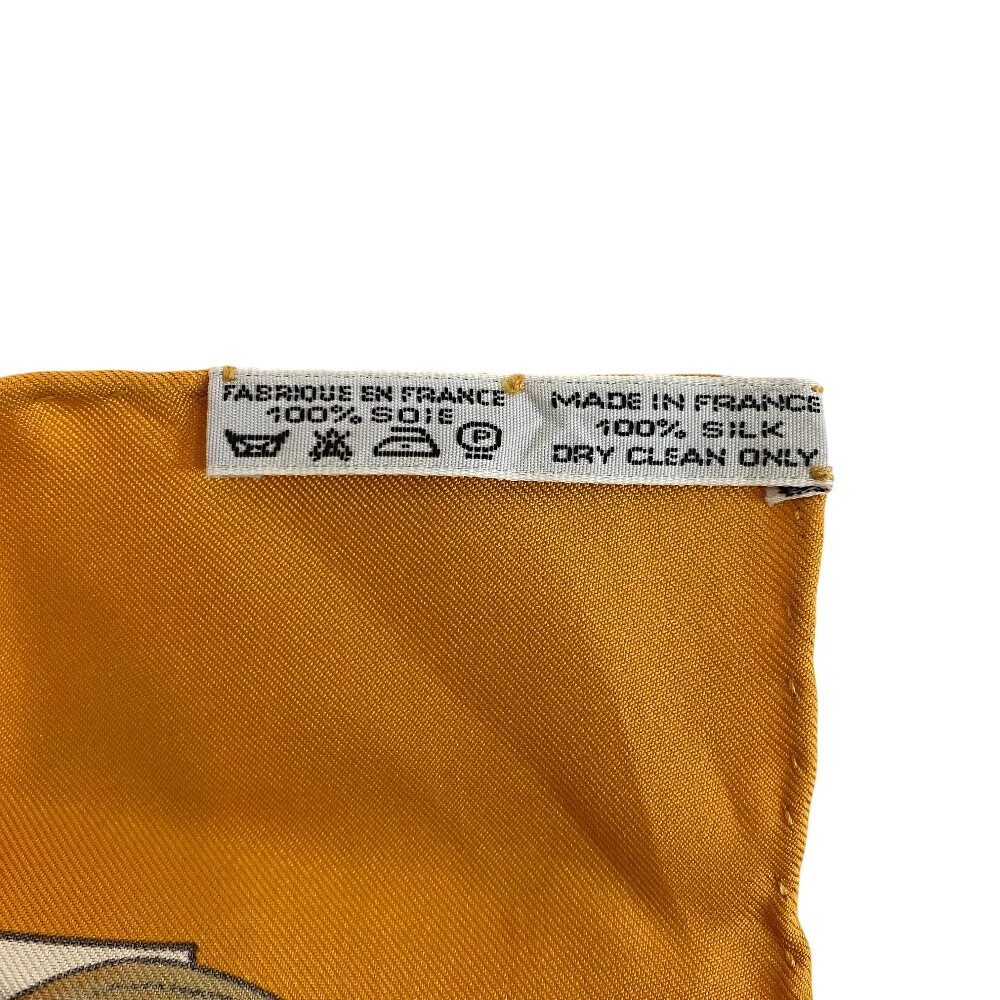 FABRIQUE EN FRANCE
100% SOIE
P
MADE IN FRANCE
100% SILK
DRY CLEAN ONLY